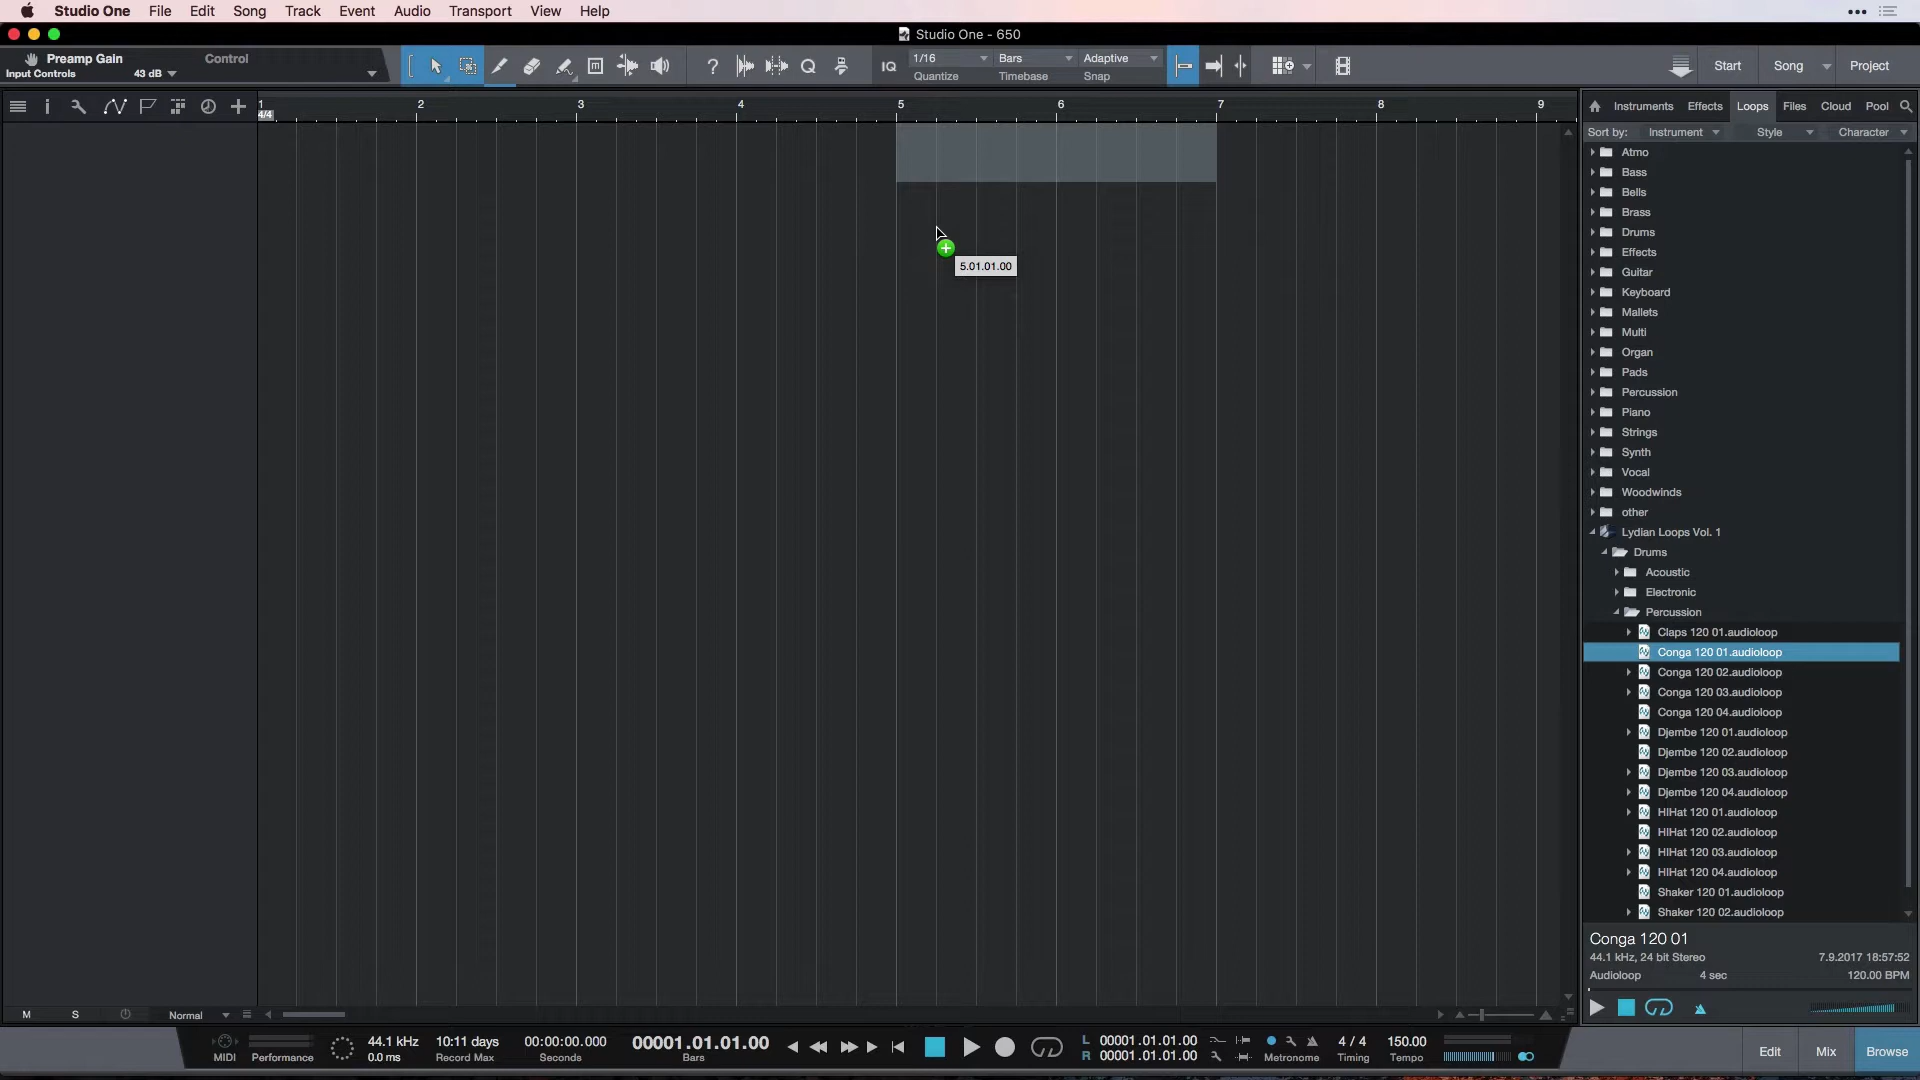 Studio One File Edit Song Track Event Audio Transport View Help
Studio One - 650
Preamp Gain Control
Input Controls 43 dB
IQ 1/16 Bars Adaptive Start Song Project
Quantize Timebase Snap
1 2 3 4 5 6 7 8 9
4/4
Instruments Effects Loops Files Cloud Pool
Sort by: Instrument Style Character
Atmo
Bass
Bells
Brass
Drums
Effects
Guitar
Keyboard
Mallets
Multi
Organ
Pads
Percussion
Piano
Strings
Synth
Vocal
Woodwinds
other
Lydian Loops Vol. 1
Drums
Acoustic
Electronic
Percussion
Claps 120 01.audioloop
Conga 120 01.audioloop
Conga 120 02.audioloop
Conga 120 03.audioloop
Conga 120 04.audioloop
Djembe 120 01.audioloop
Djembe 120 02.audioloop
Djembe 120 03.audioloop
Djembe 120 04.audioloop
HIHat 120 01.audioloop
HIHat 120 02.audioloop
HIHat 120 03.audioloop
HIHat 120 04.audioloop
Shaker 120 01.audioloop
Shaker 120 02.audioloop
5.01.01.00
Conga 120 01
44.1 kHz, 24 bit Stereo 7.9.2017 18:57:52
Audioloop 4 sec 120.00 BPM
M S Normal
44.1 kHz 10:11 days 00:00:00.000 00001.01.01.00 L 00001.01.01.00 4 / 4 150.00
MIDI Performance 0.0 ms Record Max Seconds Bars R 00001.01.01.00 Metronome Timing Tempo
Edit Mix Browse